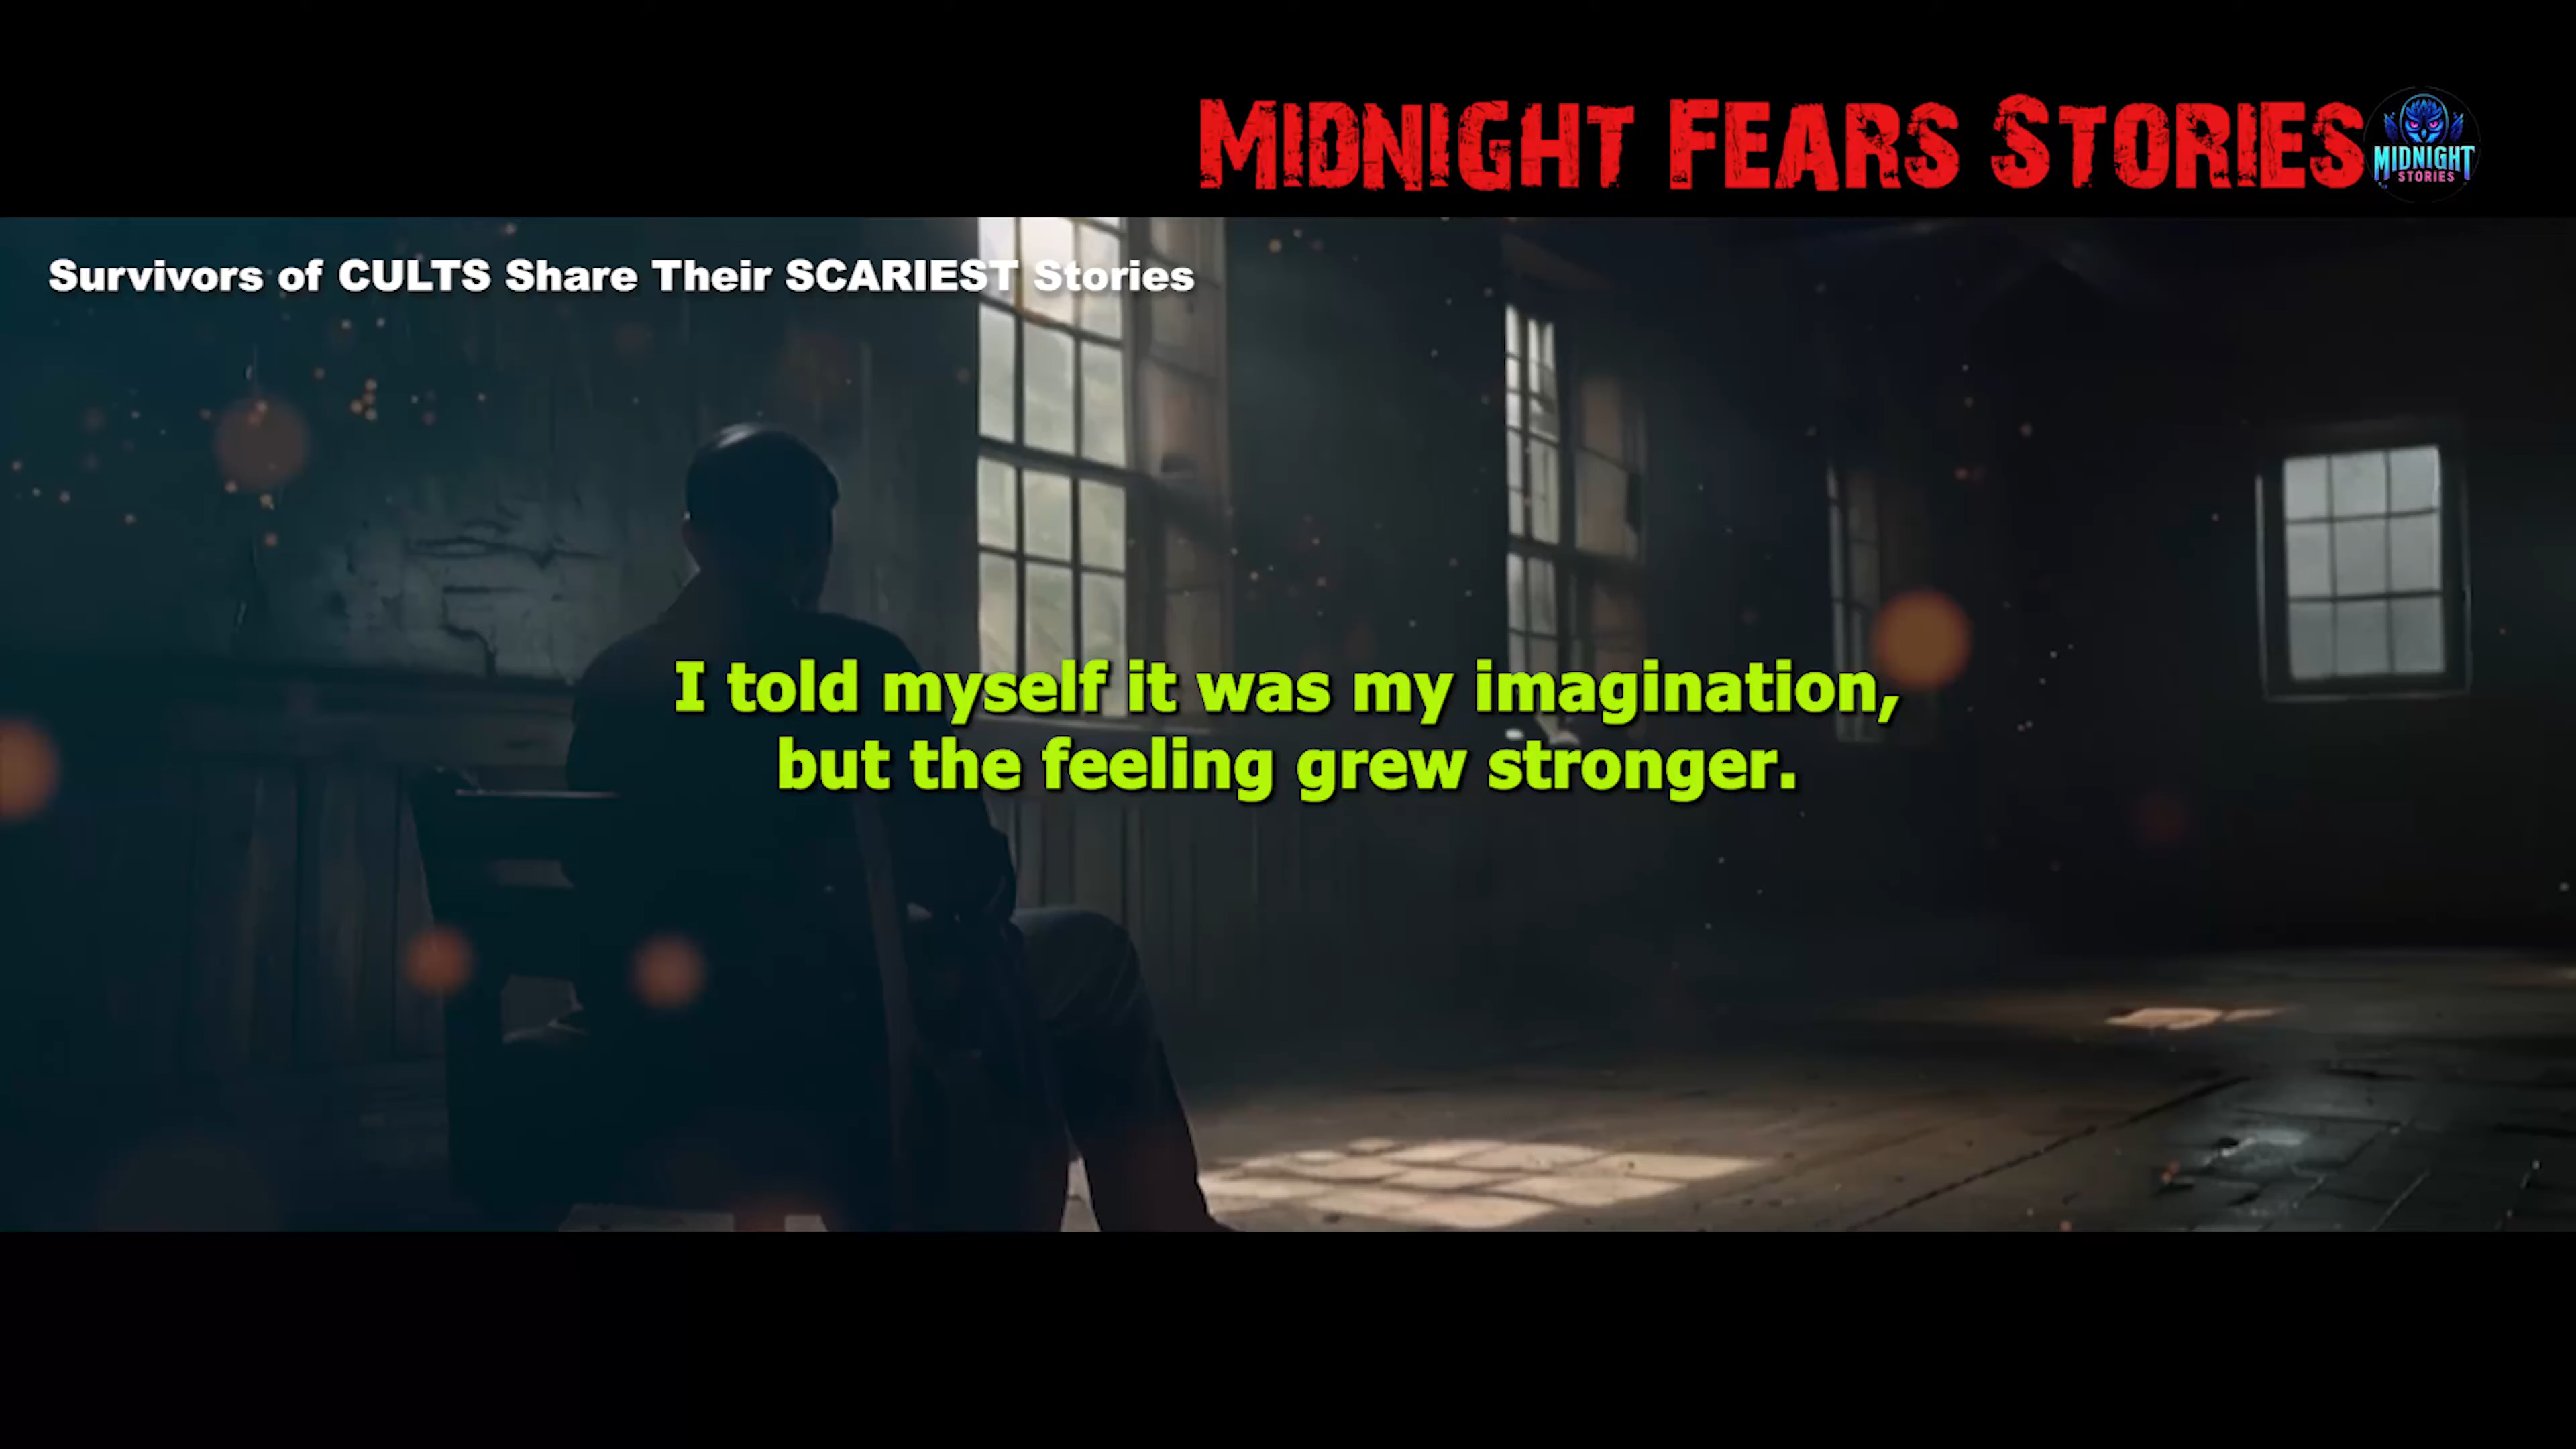 MIDNIGHT FEARS STORIES
MIDNIGHT
STORIES
Survivors of CULTS Share Their SCARIEST Stories
I told myself it was my imagination,
but the feeling grew stronger.